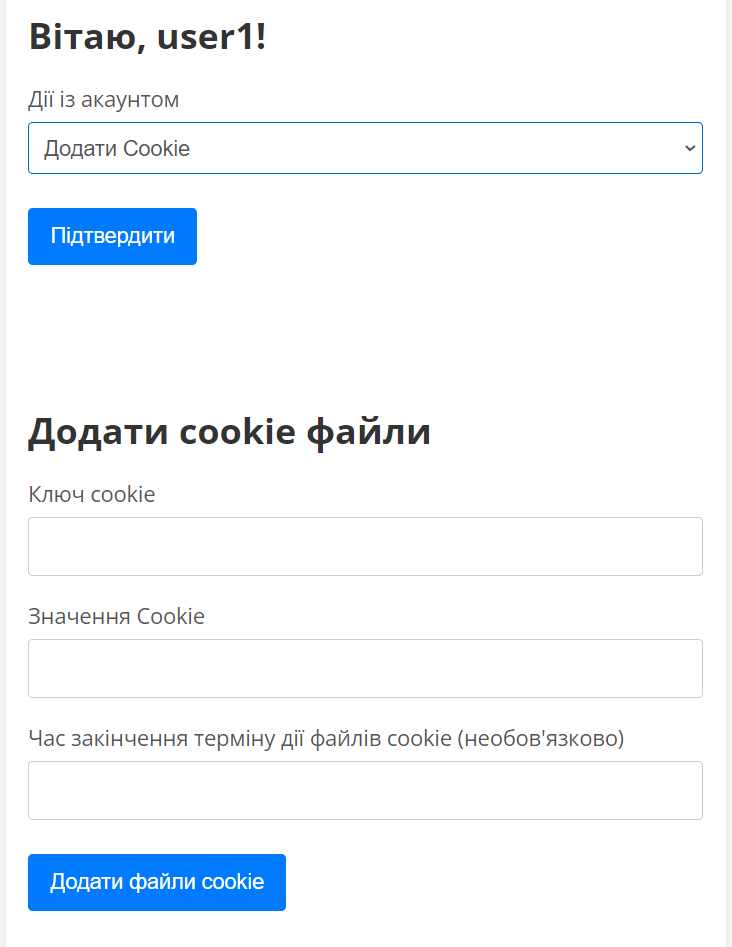 Вітаю, user1!
Дії із акаунтом
Додати Cookie
Підтвердити
Додати cookie файли
Ключ cookie
Значення Cookie
Час закінчення терміну дії файлів cookie (необов'язково)
Додати файли cookie